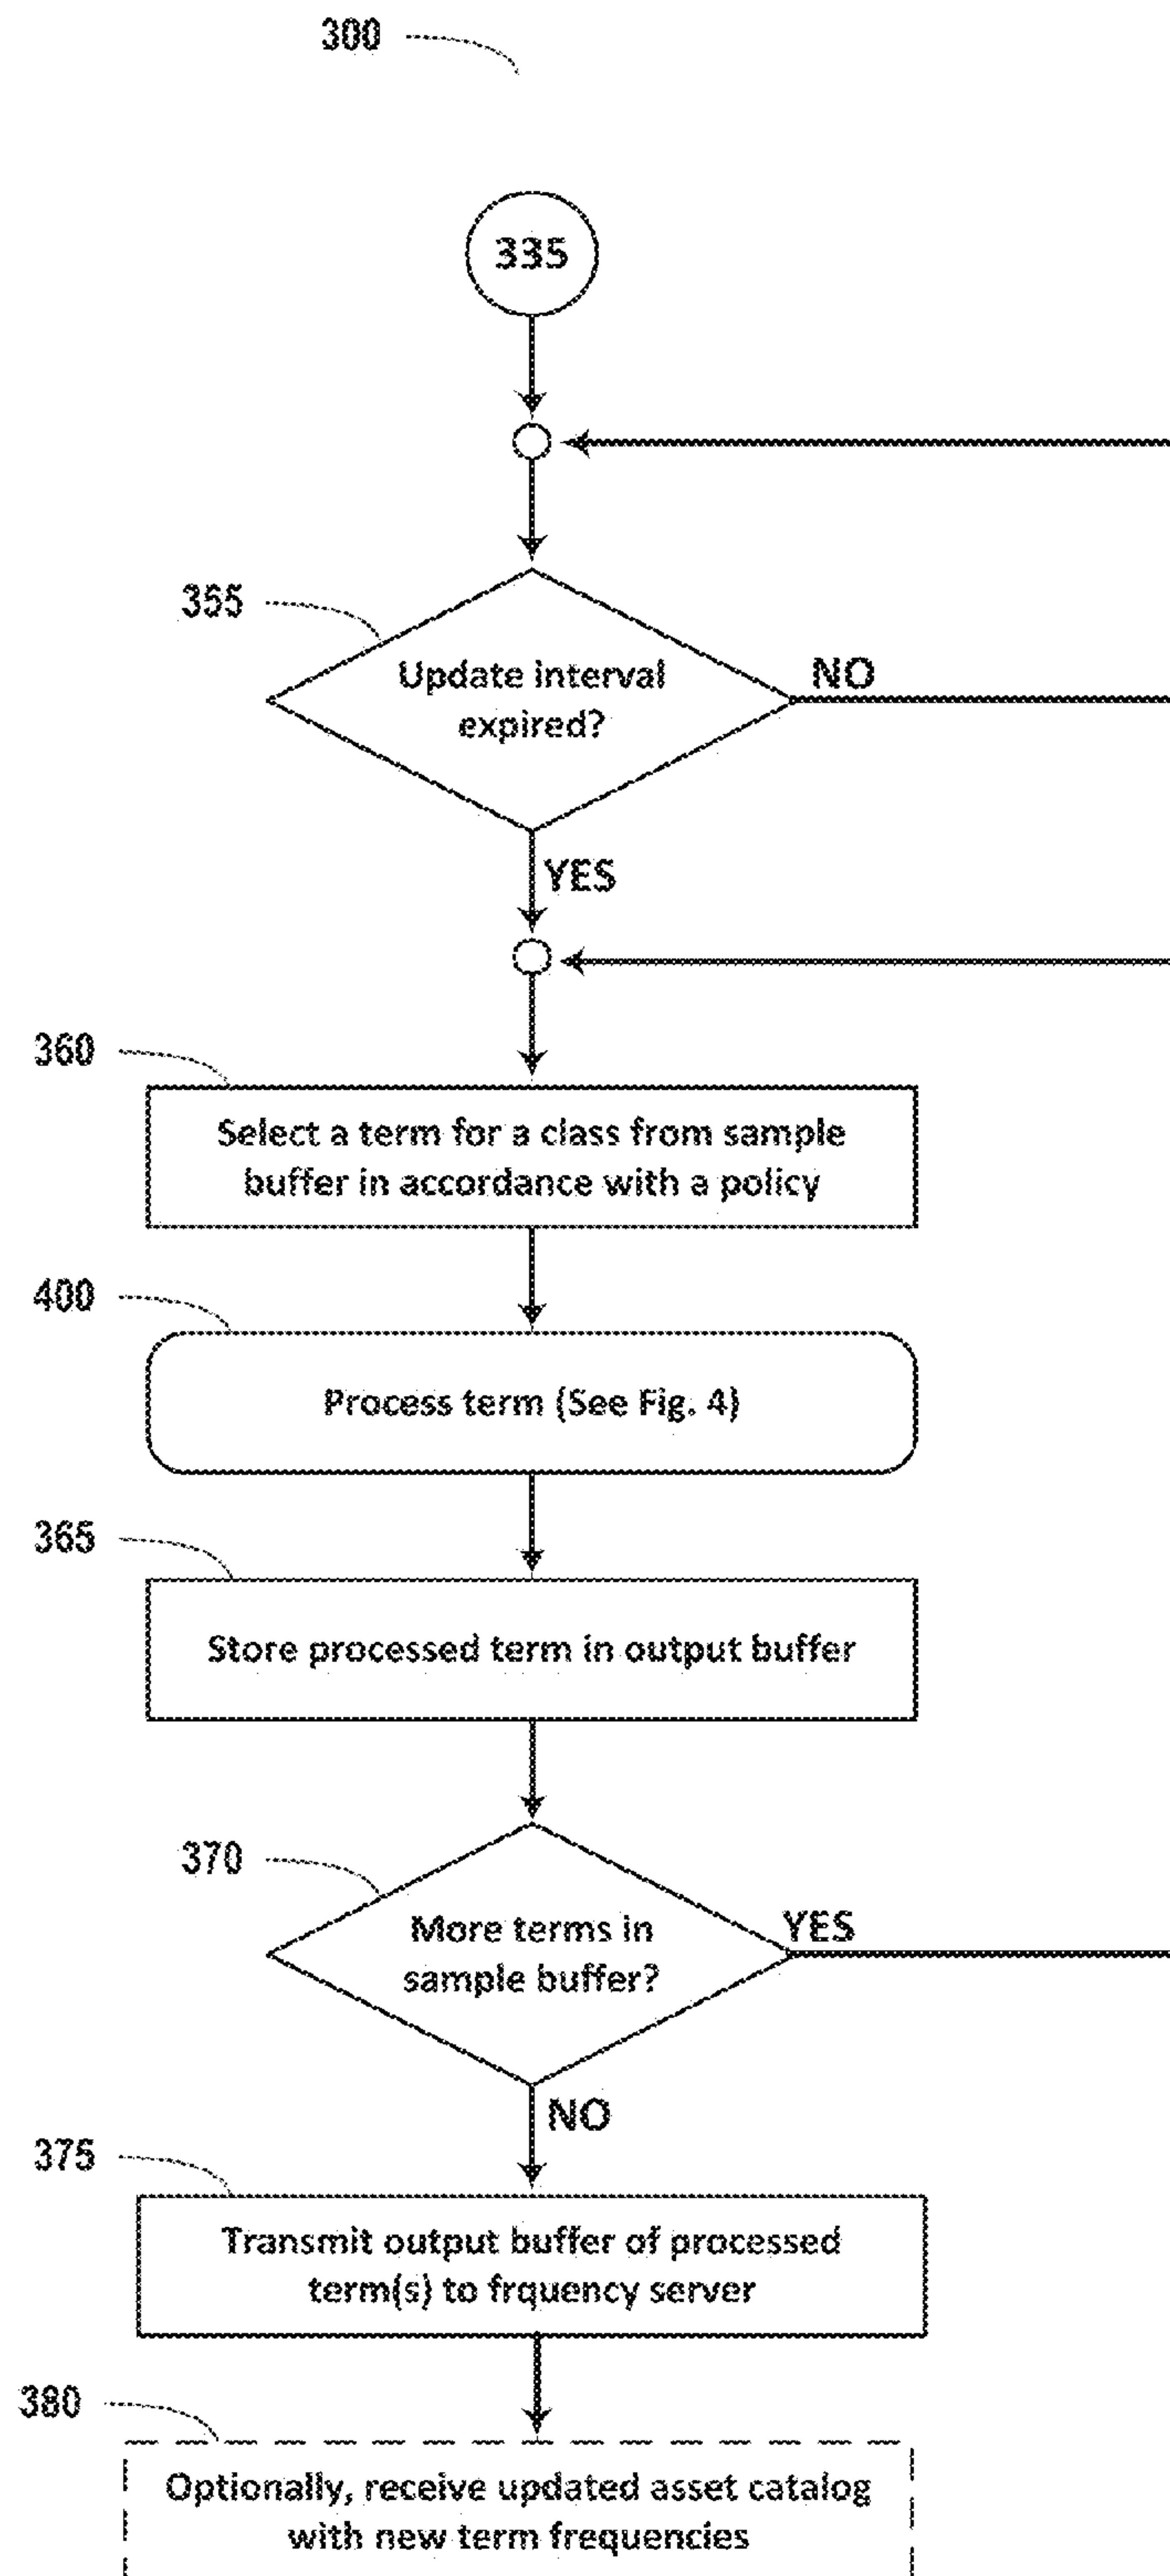 300
335
355
Update interval
expired?
NO
YES
360
Select a term for a class from sample
buffer in accordance with a policy
400
Process term (See Fig. 4)
365
Store processed term in output buffer
370
More terms in
sample buffer?
YES
NO
375
Transmit output buffer of processed
term(s) to frquency server
380
Optionally, receive updated asset catalog
with new term frequencies